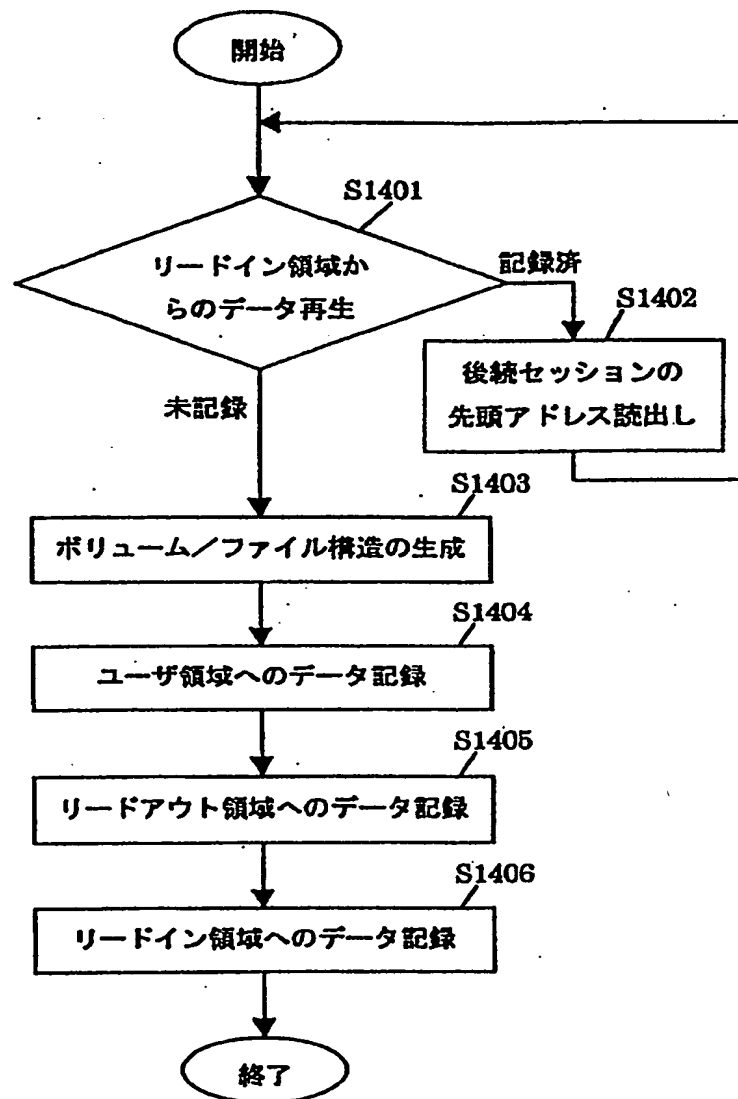 開始
S1401
リードイン領域か
らのデータ再生
記録済
S1402
後続セッションの
先頭アドレス読出し
未記録
S1403
ボリューム／ファイル構造の生成
S1404
ユーザ領域へのデータ記録
S1405
リードアウト領域へのデータ記録
S1406
リードイン領域へのデータ記録
終了